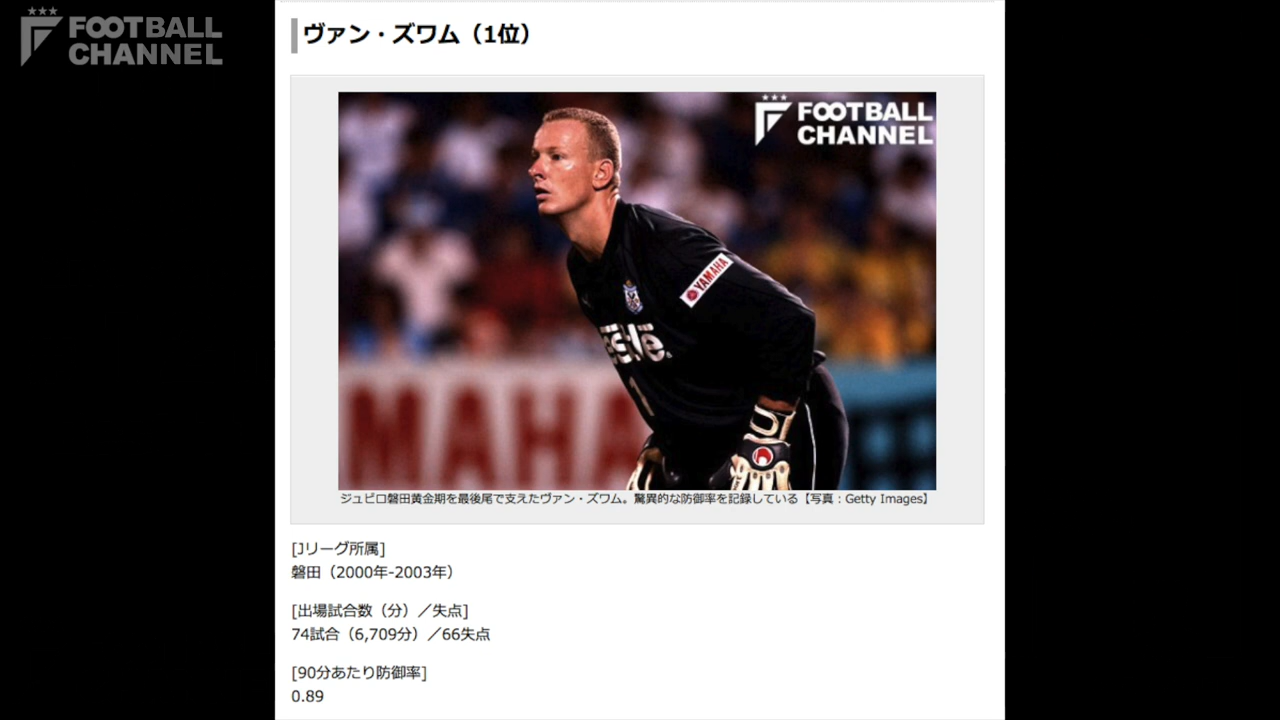 FOOTBALL
CHANNEL
ヴァン・ズワム（1位）
FOOTBALL
CHANNEL
YAMAHA
1
MAHA
ジュビロ磐田黄金期を最後尾で支えたヴァン・ズワム。驚異的な防御率を記録している【写真：Getty Images】
[Jリーグ所属]
磐田（2000年-2003年）
[出場試合数（分）／失点]
74試合（6,709分）／66失点
[90分あたり防御率]
0.89